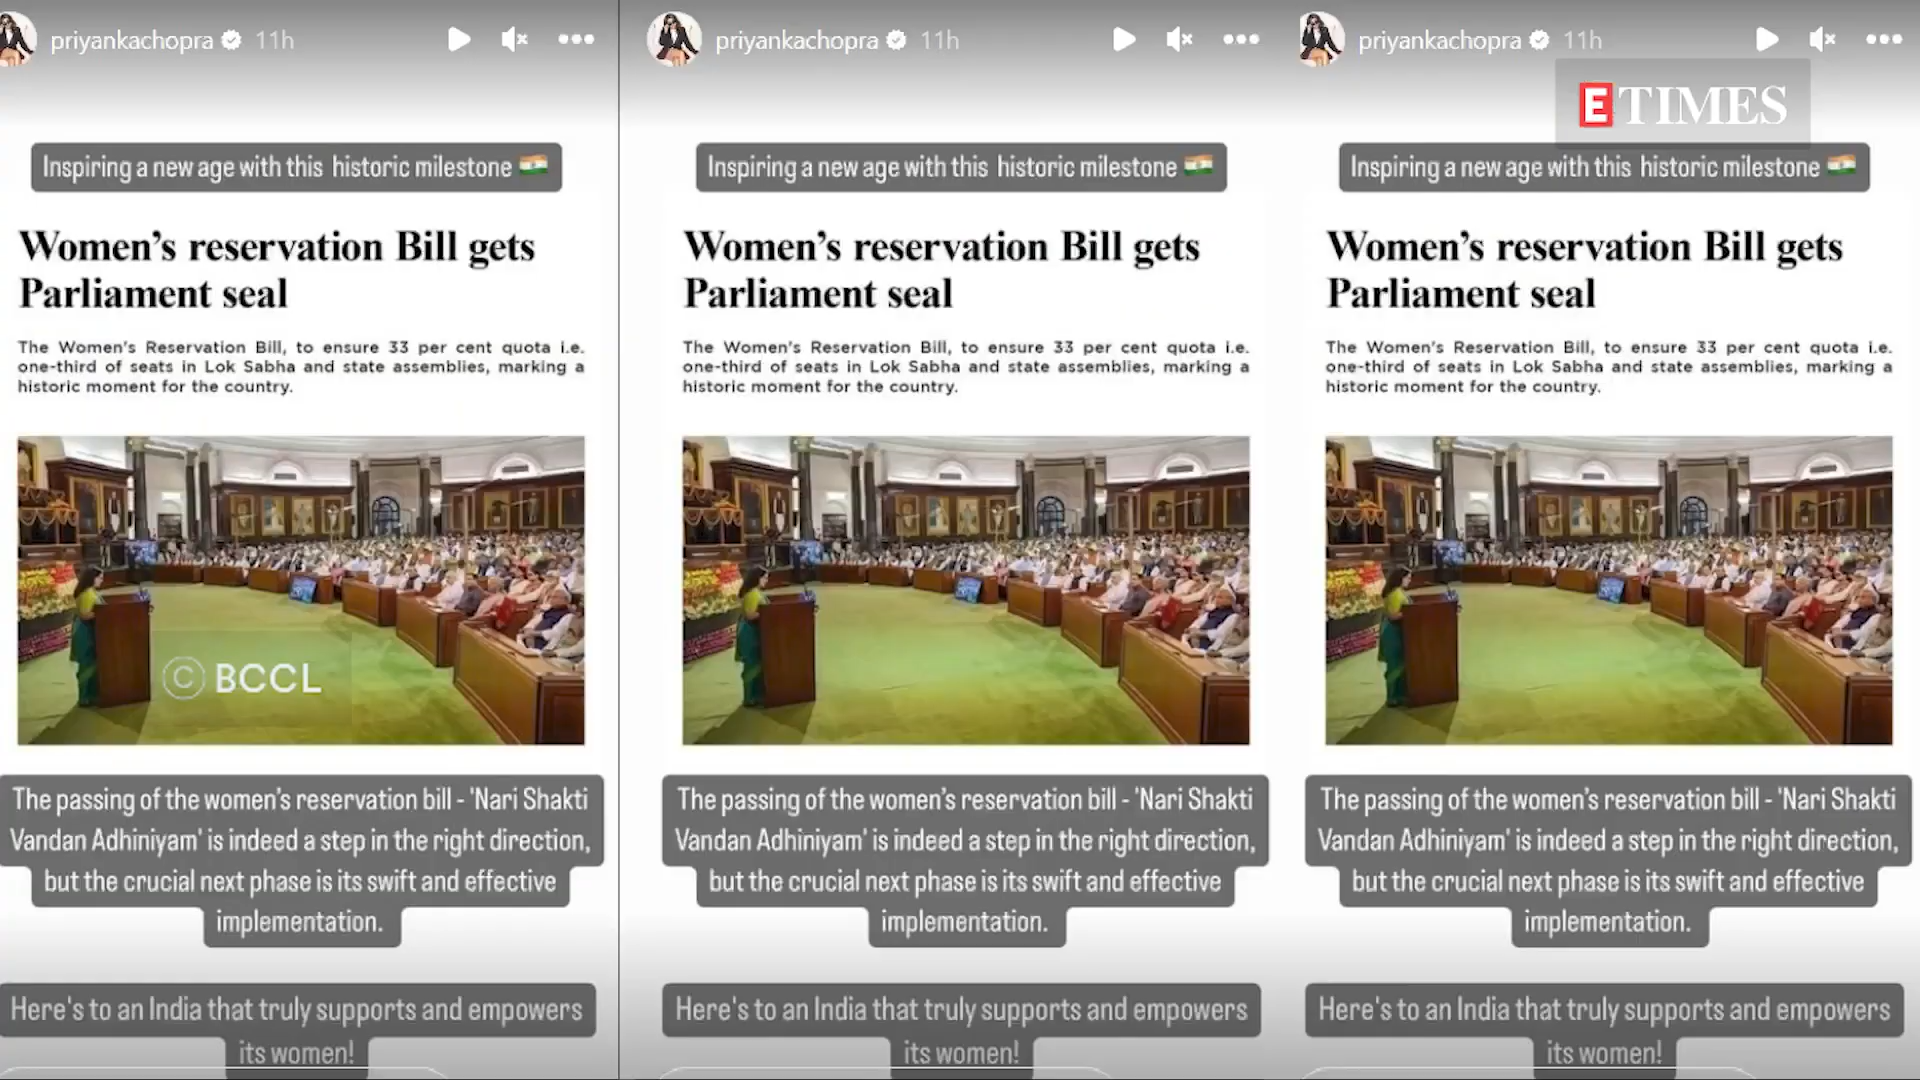 priyankachopra 11h
Inspiring a new age with this historic milestone 🇮🇳
Women's reservation Bill gets
Parliament seal
The Women's Reservation Bill, to ensure 33 per cent quota i.e.
one-third of seats in Lok Sabha and state assemblies, marking a
historic moment for the country.
© BCCL
The passing of the women's reservation bill - 'Nari Shakti
Vandan Adhiniyam' is indeed a step in the right direction,
but the crucial next phase is its swift and effective
implementation.
Here's to an India that truly supports and empowers
its women!
priyankachopra 11h
Inspiring a new age with this historic milestone 🇮🇳
Women's reservation Bill gets
Parliament seal
The Women's Reservation Bill, to ensure 33 per cent quota i.e.
one-third of seats in Lok Sabha and state assemblies, marking a
historic moment for the country.
The passing of the women's reservation bill - 'Nari Shakti
Vandan Adhiniyam' is indeed a step in the right direction,
but the crucial next phase is its swift and effective
implementation.
Here's to an India that truly supports and empowers
its women!
priyankachopra 11h
ETIMES
Inspiring a new age with this historic milestone 🇮🇳
Women's reservation Bill gets
Parliament seal
The Women's Reservation Bill, to ensure 33 per cent quota i.e.
one-third of seats in Lok Sabha and state assemblies, marking a
historic moment for the country.
The passing of the women's reservation bill - 'Nari Shakti
Vandan Adhiniyam' is indeed a step in the right direction,
but the crucial next phase is its swift and effective
implementation.
Here's to an India that truly supports and empowers
its women!